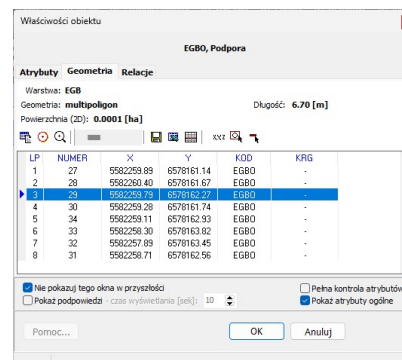 Właściwości obiektu
EGBO, Podpora
Atrybuty Geometria Relacje
Warstwa: EGB
Geometria: multipoligon Długość: 6.70 [m]
Powierzchnia (2D): 0.0001 [ha]
XYZ
LP NUMER X Y KOD KRG
1 27 5582259.89 6578161.14 EGBO -
2 28 5582260.40 6578161.67 EGBO -
3 29 5582259.79 6578162.27 EGBO -
4 30 5582259.28 6578161.74 EGBO -
5 34 5582259.11 6578162.93 EGBO -
6 33 5582258.30 6578163.82 EGBO -
7 32 5582257.89 6578163.45 EGBO -
8 31 5582258.71 6578162.56 EGBO -
Nie pokazuj tego okna w przyszłości Pełna kontrola atrybutów
Pokaż podpowiedzi - czas wyświetlania [sek]: 10 Pokaż atrybuty ogólne
Pomoc... OK Anuluj